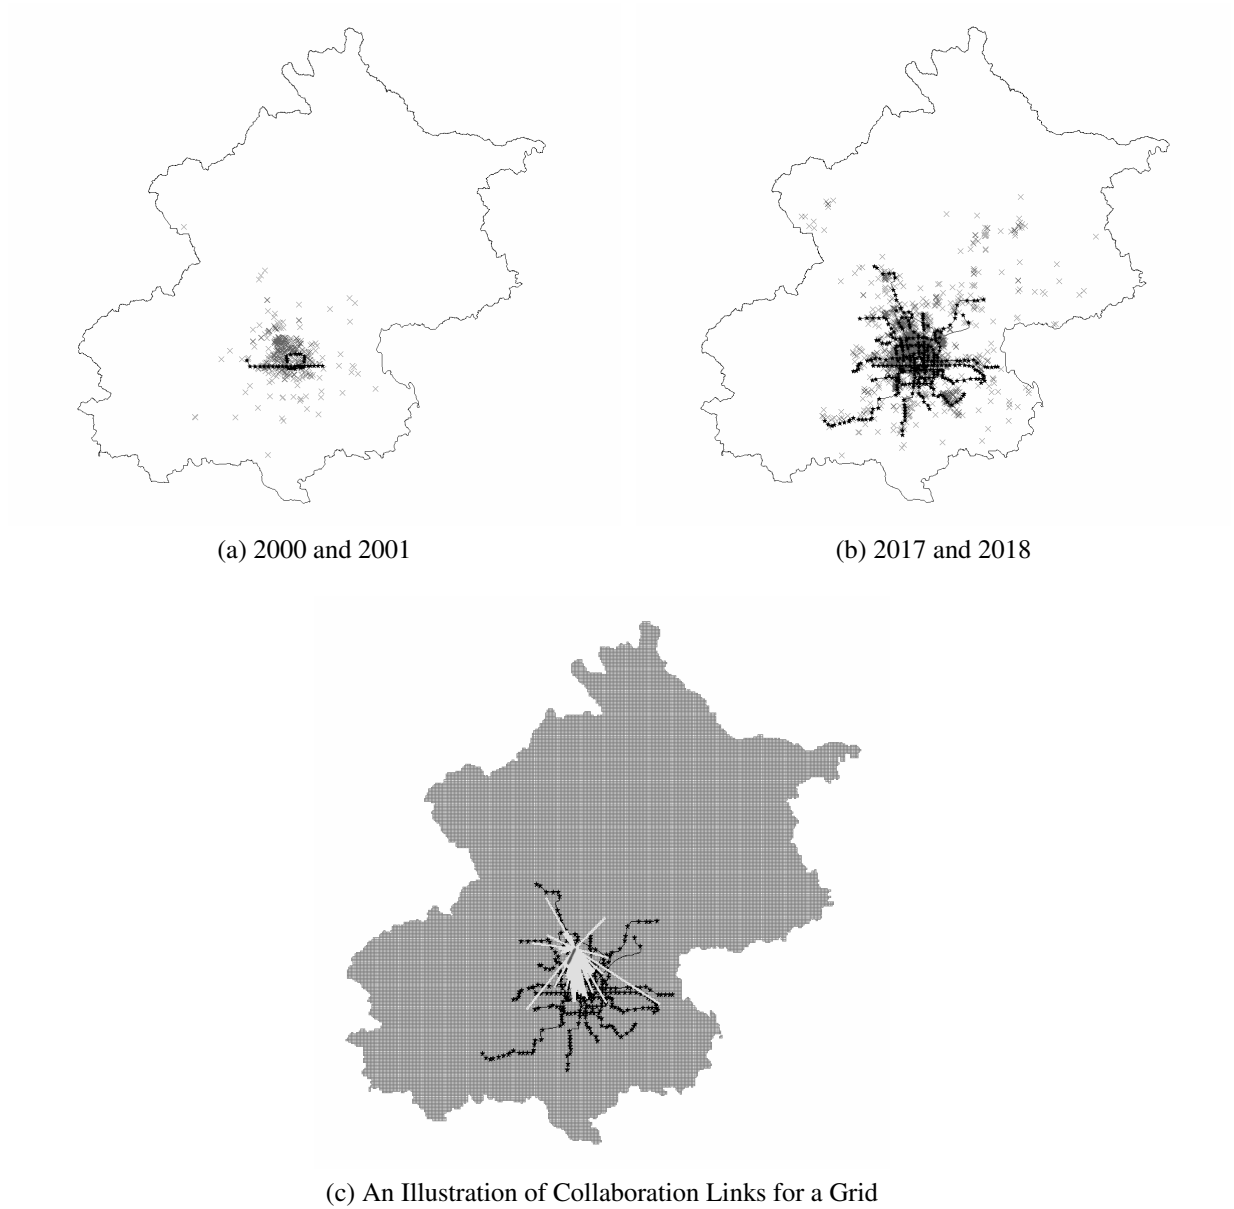 (a) 2000 and 2001
(b) 2017 and 2018
(c) An Illustration of Collaboration Links for a Grid